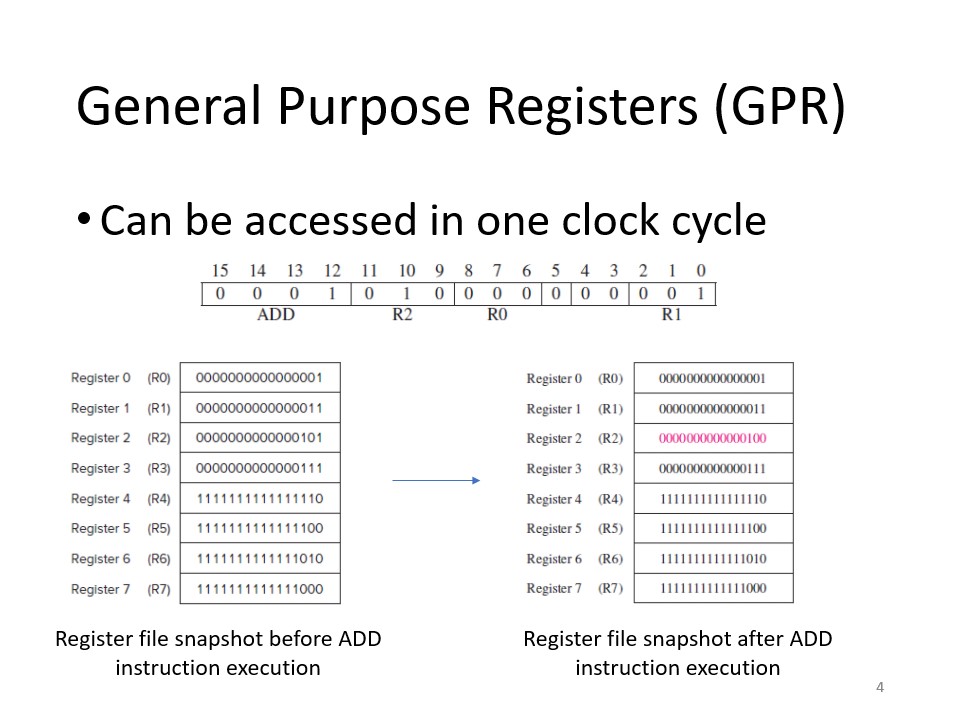 General Purpose Registers (GPR)
• Can be accessed in one clock cycle
15 14 13 12 11 10 9 8 7 6 5 4 3 2 1 0
0 0 0 1 0 1 0 0 0 0 0 0 0 0 0 1
ADD R2 R0 R1
Register 0 (R0) 0000000000000001
Register 1 (R1) 0000000000000011
Register 2 (R2) 0000000000000101
Register 3 (R3) 0000000000000111
Register 4 (R4) 1111111111111110
Register 5 (R5) 1111111111111100
Register 6 (R6) 1111111111111010
Register 7 (R7) 1111111111111000
Register file snapshot before ADD
instruction execution
Register 0 (R0) 0000000000000001
Register 1 (R1) 0000000000000011
Register 2 (R2) 0000000000000100
Register 3 (R3) 0000000000000111
Register 4 (R4) 1111111111111110
Register 5 (R5) 1111111111111100
Register 6 (R6) 1111111111111010
Register 7 (R7) 1111111111111000
Register file snapshot after ADD
instruction execution
4